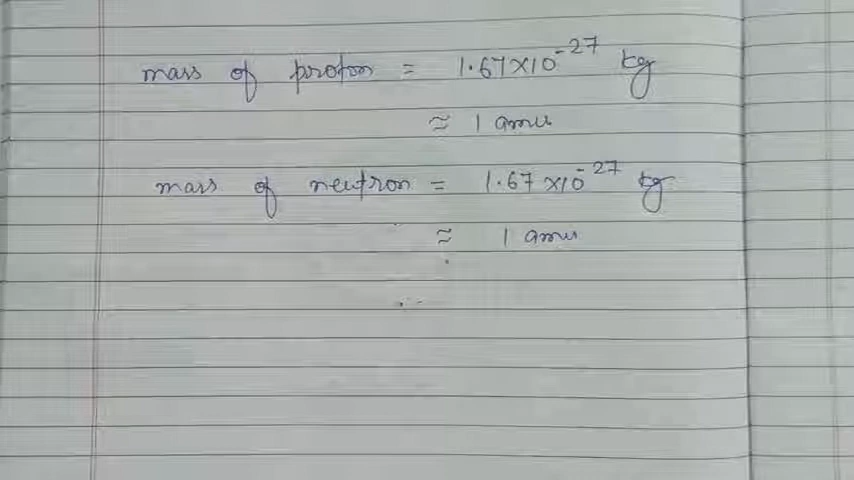 mass of proton = 1.67×10⁻²⁷ kg
≈ 1 amu
mass of neutron = 1.67×10⁻²⁷ kg
≈ 1 amu